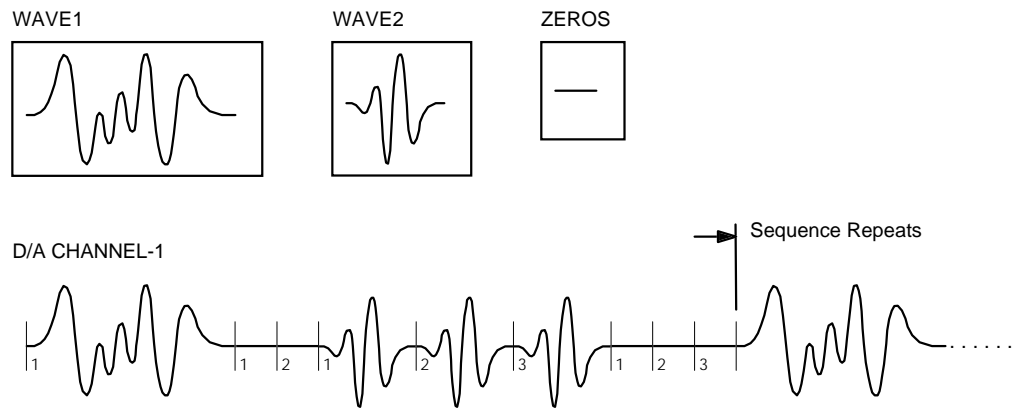 WAVE1 WAVE2 ZEROS
Sequence Repeats
D/A CHANNEL-1
1 1 2 1 2 3 1 2 3